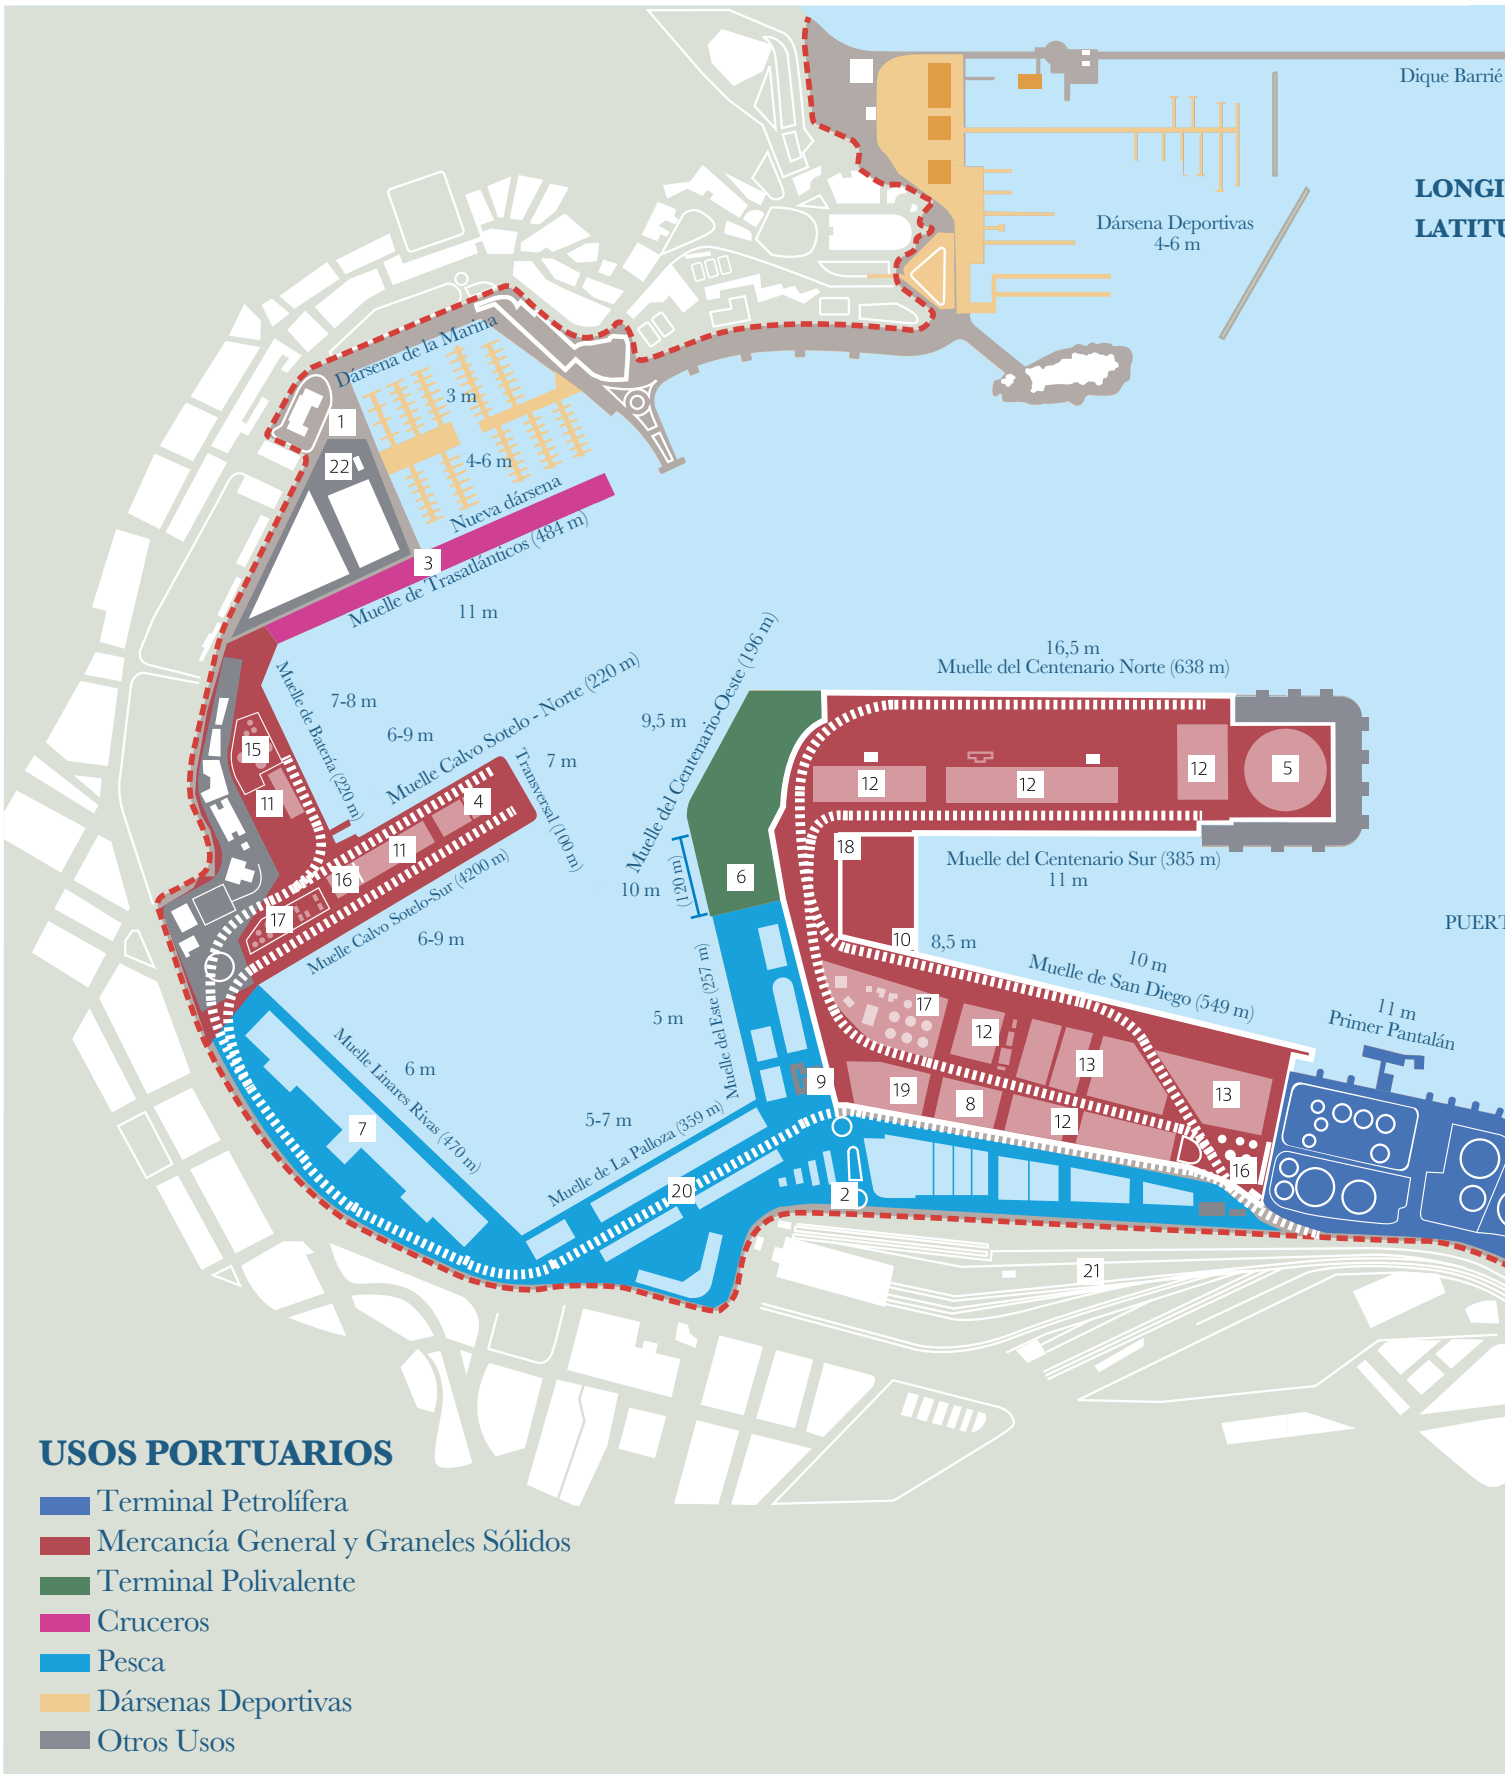 Dique Barrié
LONGI
LATITU
Dársena Deportivas
4-6 m
Dársena de la Marina
3 m
1
22
4-6 m
Nueva dársena
3
Muelle de Trasatlánticos (484 m)
11 m
Muelle de Batería (220 m)
7-8 m
6-9 m
Muelle Calvo Sotelo - Norte (220 m)
7 m
Transversal (100 m)
15
11
4
11
16
17
Muelle Calvo Sotelo-Sur (4200 m)
6-9 m
9,5 m
Muelle del Centenario-Oeste (196 m)
10 m
(120 m)
6
16,5 m
Muelle del Centenario Norte (638 m)
12
12
12
5
18
Muelle del Centenario Sur (385 m)
11 m
10
8,5 m
10 m
Muelle de San Diego (549 m)
PUERT
11 m
Primer Pantalán
17
12
13
13
19
8
12
16
9
5 m
Muelle del Este (257 m)
Muelle Linares Rivas (470 m)
6 m
7
5-7 m
Muelle de La Palloza (359 m)
20
2
21
USOS PORTUARIOS
Terminal Petrolífera
Mercancía General y Graneles Sólidos
Terminal Polivalente
Cruceros
Pesca
Dársenas Deportivas
Otros Usos